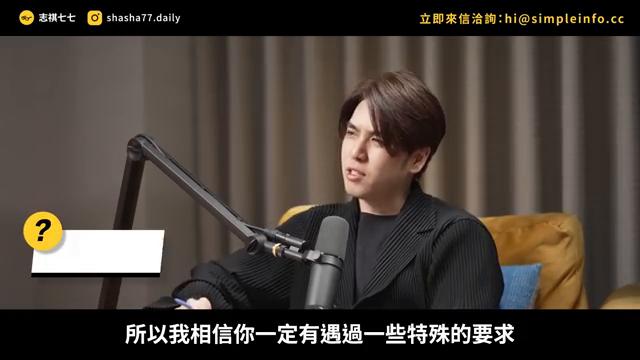 志祺七七
shasha77.daily
立即來信洽詢：hi@simpleinfo.cc
?
所以我相信你一定有遇過一些特殊的要求